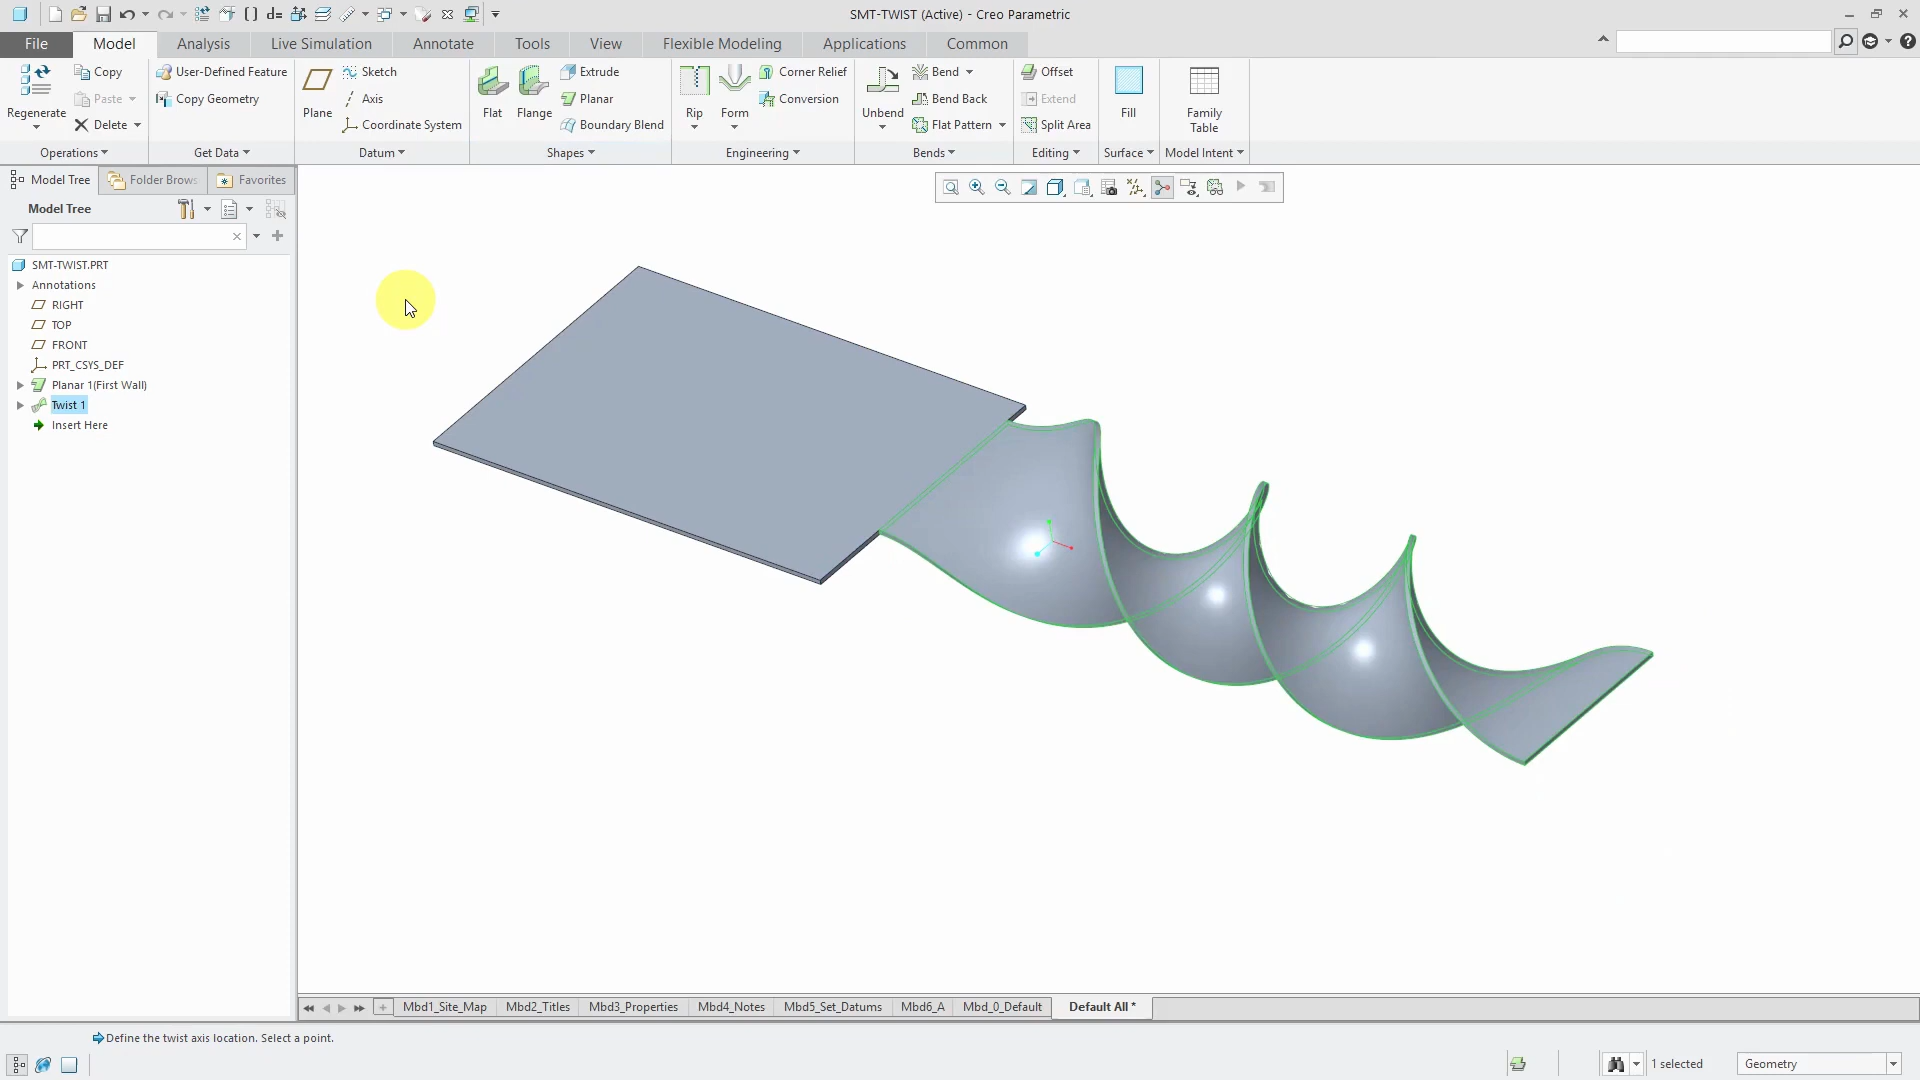 SMT-TWIST (Active) - Creo Parametric
File Model Analysis Live Simulation Annotate Tools View Flexible Modeling Applications Common
Regenerate
Copy
Paste
Delete
User-Defined Feature
Copy Geometry
Plane
Sketch
Axis
Coordinate System
Flat
Flange
Extrude
Planar
Boundary Blend
Rip
Form
Corner Relief
Conversion
Unbend
Bend
Bend Back
Flat Pattern
Offset
Extend
Split Area
Fill
Family
Table
Operations Get Data Datum Shapes Engineering Bends Editing Surface Model Intent
Model Tree Folder Brows Favorites
Model Tree
SMT-TWIST.PRT
Annotations
RIGHT
TOP
FRONT
PRT_CSYS_DEF
Planar 1(First Wall)
Twist 1
Insert Here
Mbd1_Site_Map Mbd2_Titles Mbd3_Properties Mbd4_Notes Mbd5_Set_Datums Mbd6_A Mbd_0_Default Default All *
Define the twist axis location. Select a point.
1 selected Geometry